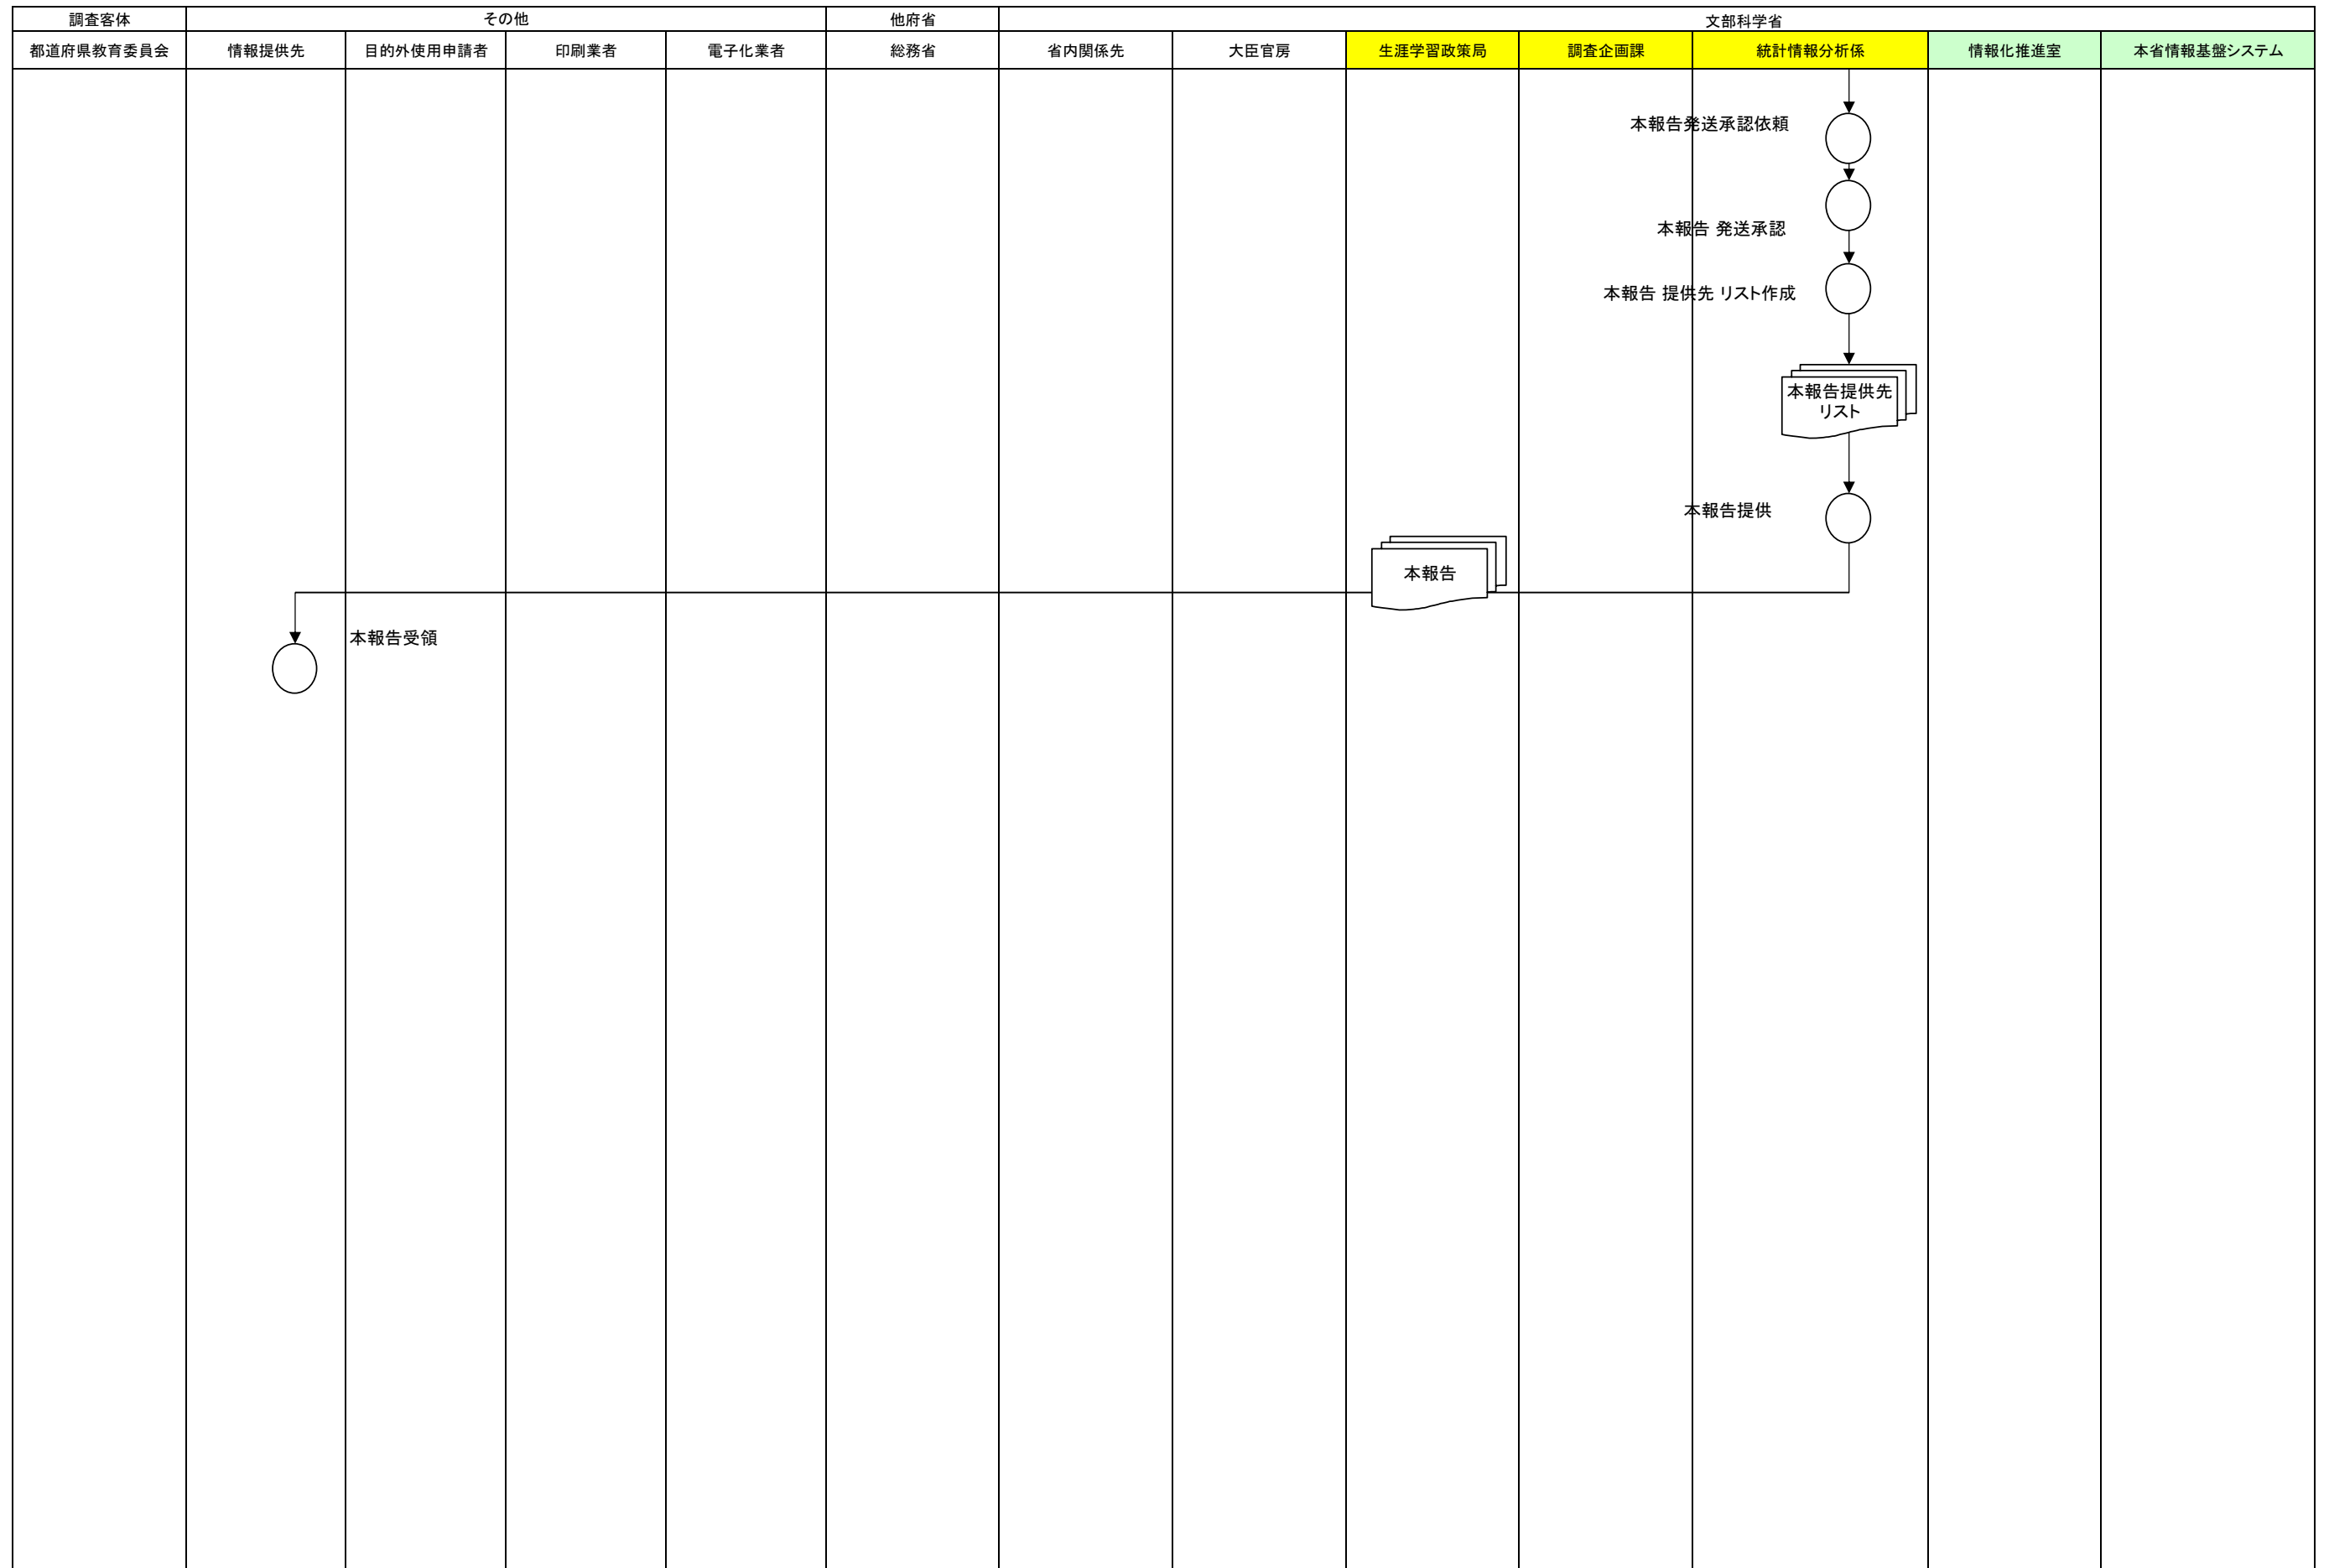 調査客体
その他
他府省
文部科学省
都道府県教育委員会
情報提供先
目的外使用申請者
印刷業者
電子化業者
総務省
省内関係先
大臣官房
生涯学習政策局
調査企画課
統計情報分析係
情報化推進室
本省情報基盤システム
本報告発送承認依頼
本報告 発送承認
本報告 提供先 リスト作成
本報告提供先
リスト
本報告提供
本報告
本報告受領